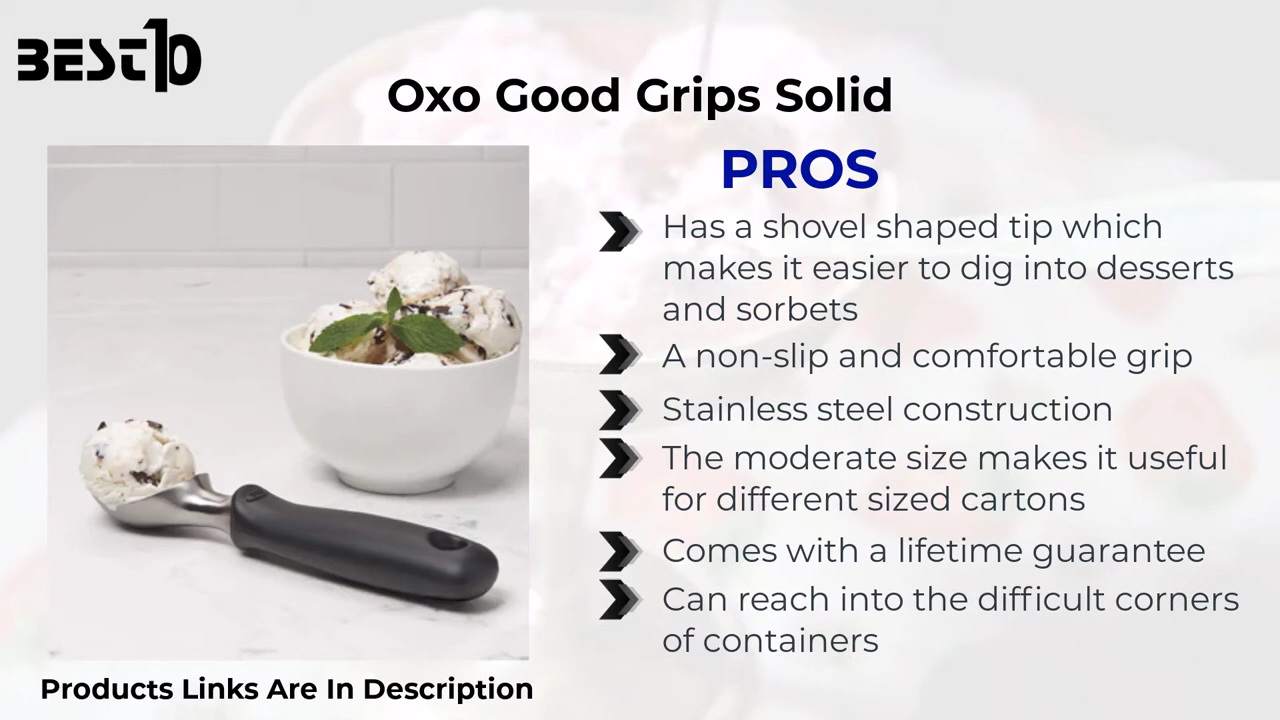 BEST10
Oxo Good Grips Solid
PROS
Has a shovel shaped tip which
makes it easier to dig into desserts
and sorbets
A non-slip and comfortable grip
Stainless steel construction
The moderate size makes it useful
for different sized cartons
Comes with a lifetime guarantee
Can reach into the difficult corners
of containers
Products Links Are In Description